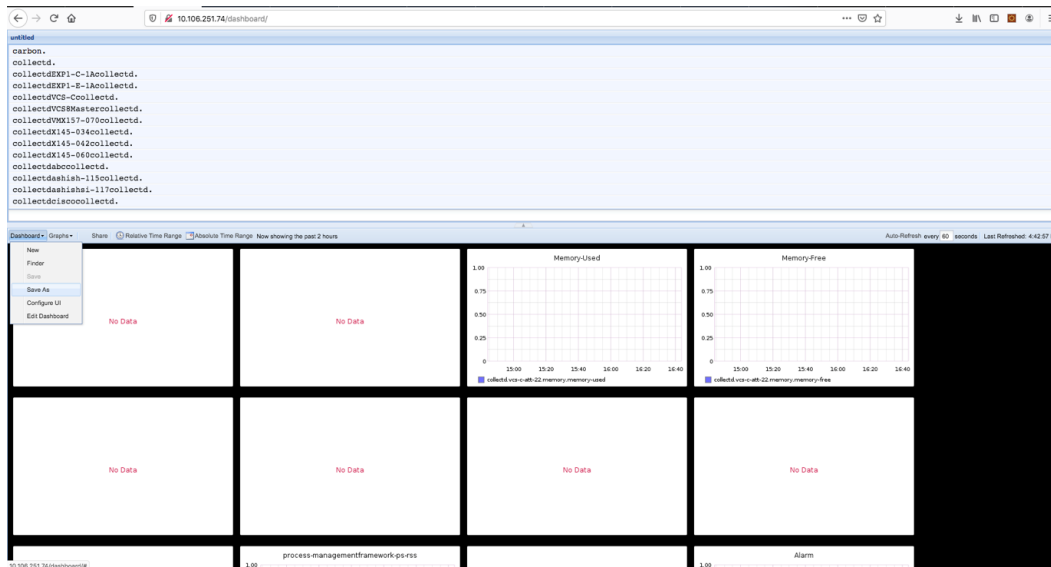 10.106.251.74/dashboard/
untitled
carbon.
collectd.
collectdEXP1-C-1Acollectd.
collectdEXP1-E-1Acollectd.
collectdVCS-Ccollectd.
collectdVCS8Mastercollectd.
collectdVMX157-070collectd.
collectdX145-034collectd.
collectdX145-042collectd.
collectdX145-060collectd.
collectdabccollectd.
collectdashish-115collectd.
collectdashishsi-117collectd.
collectdciscocollectd.
Dashboard Graphs Share Relative Time Range Absolute Time Range Now showing the past 2 hours Auto-Refresh every 60 seconds Last Refreshed: 4:42:57
New
Finder
Save
Save As
Configure UI
Edit Dashboard
No Data
No Data
Memory-Used
1.00
0.75
0.50
0.25
0
15:00 15:20 15:40 16:00 16:20 16:40
collectd.vcs-c-att-22.memory.memory-used
Memory-Free
1.00
0.75
0.50
0.25
0
15:00 15:20 15:40 16:00 16:20 16:40
collectd.vcs-c-att-22.memory.memory-free
No Data
No Data
No Data
No Data
process-managementframework-ps-rss
1.00
Alarm
1.00
10.106.251.74/dashboard/#